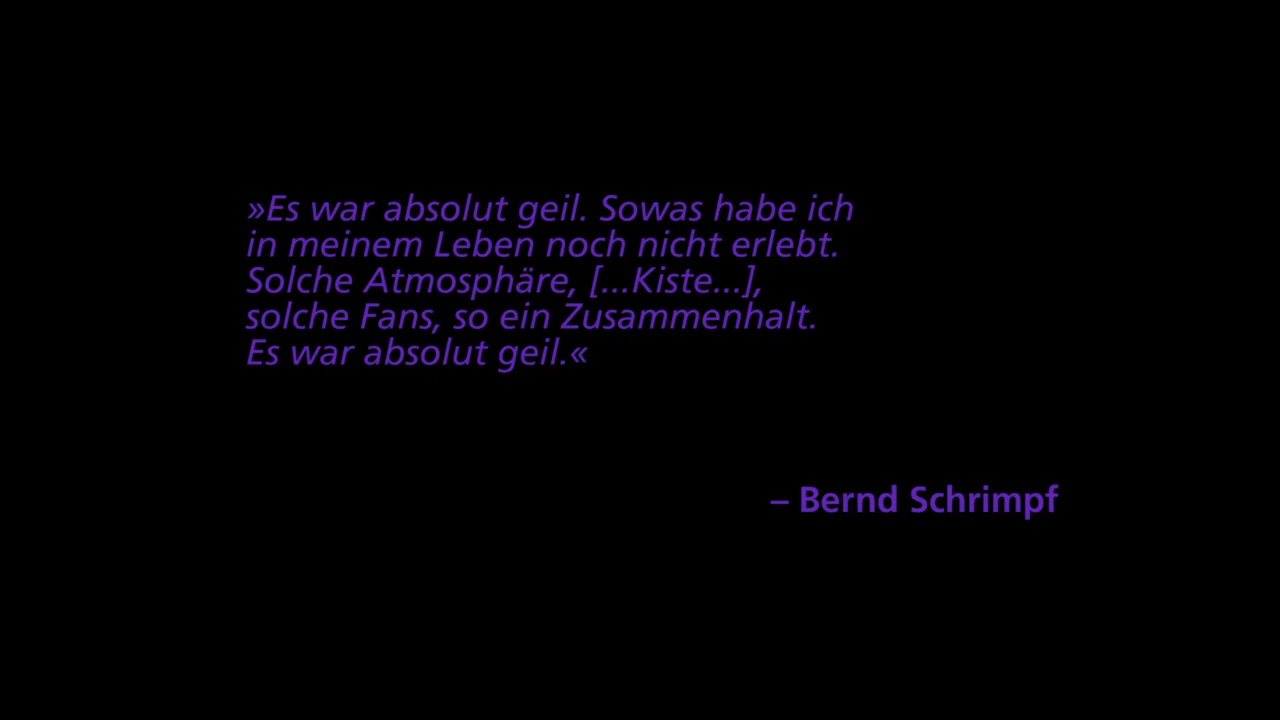 »Es war absolut geil. Sowas habe ich
in meinem Leben noch nicht erlebt.
Solche Atmosphäre, [...Kiste...],
solche Fans, so ein Zusammenhalt.
Es war absolut geil.«
– Bernd Schrimpf